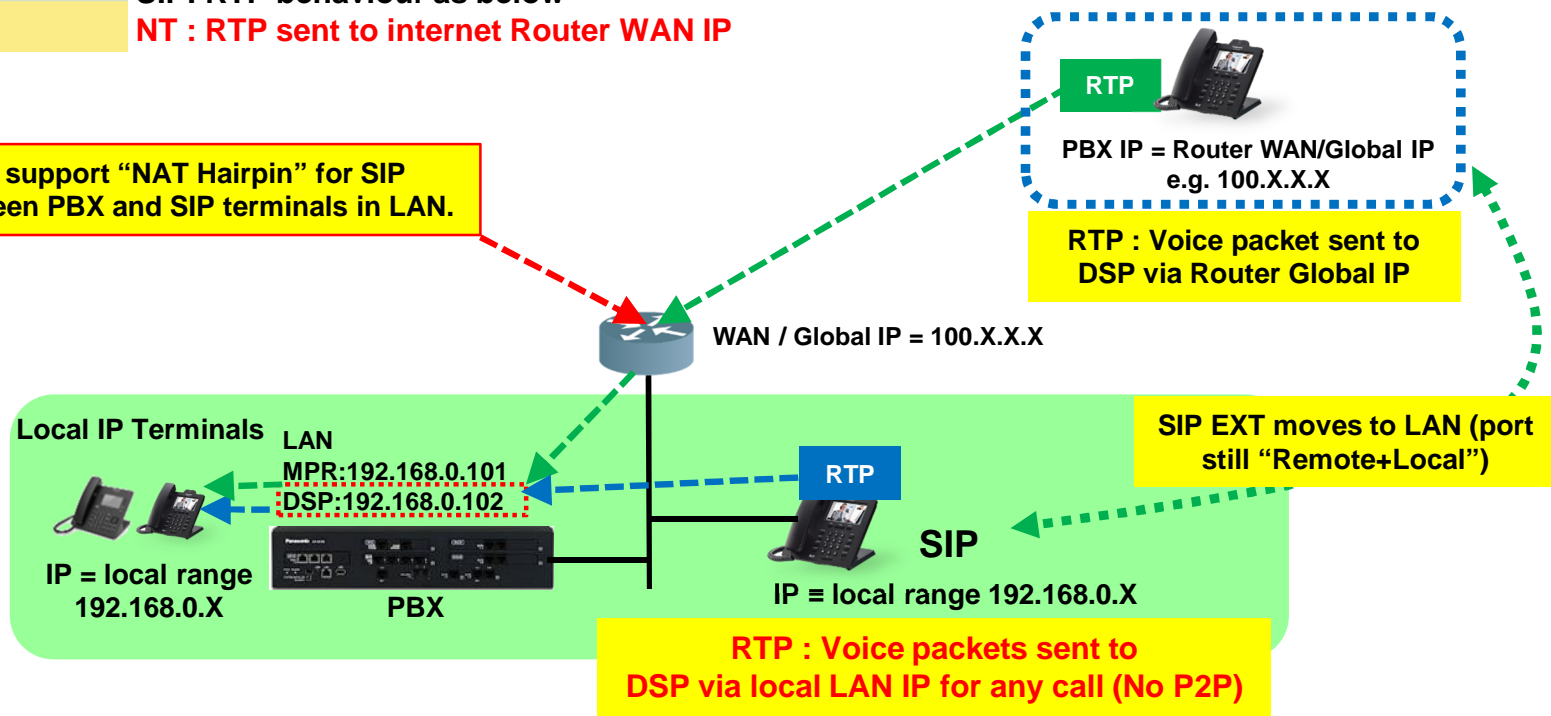 SIP: RTP behaviour as below
NT : RTP sent to internet Router WAN IP
RTP
PBX IP = Router WAN/Global IP
e.g. 100.X.X.X
support “NAT Hairpin” for SIP
een PBX and SIP terminals in LAN.
RTP : Voice packet sent to
DSP via Router Global IP
WAN / Global IP = 100.X.X.X
SIP EXT moves to LAN (port
still “Remote+Local”)
Local IP Terminals
LAN
MPR:192.168.0.101
DSP:192.168.0.102
RTP
SIP
IP = local range
192.168.0.X
PBX
IP = local range 192.168.0.X
RTP : Voice packets sent to
DSP via local LAN IP for any call (No P2P)